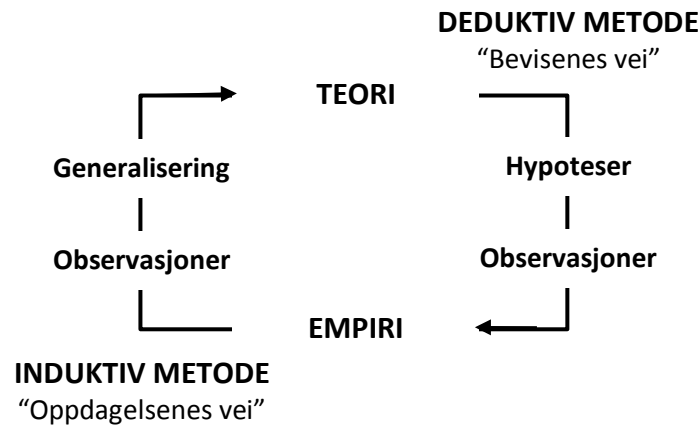 DEDUKTIV METODE
“Bevisenes vei”
TEORI
Generalisering
Hypoteser
Observasjoner
Observasjoner
EMPIRI
INDUKTIV METODE
“Oppdagelsenes vei”